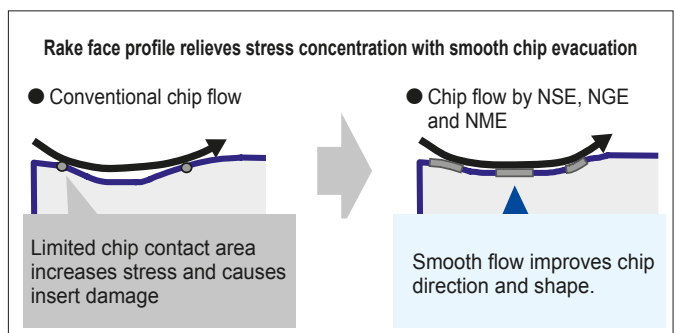 Rake face profile relieves stress concentration with smooth chip evacuation
● Conventional chip flow
● Chip flow by NSE, NGE
and NME
Limited chip contact area
increases stress and causes
insert damage
Smooth flow improves chip
direction and shape.